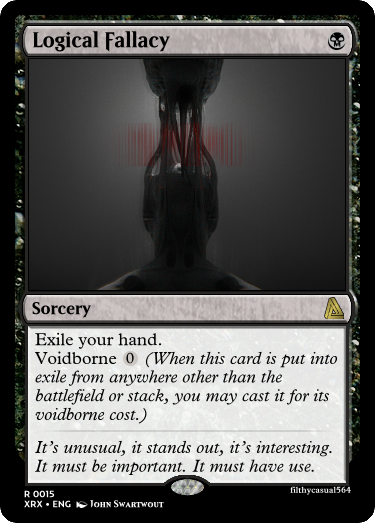 Logical Fallacy
Sorcery
Exile your hand.
Voidborne 0 (When this card is put into
exile from anywhere other than the
battlefield or stack, you may cast it for its
voidborne cost.)
It's unusual, it stands out, it's interesting.
It must be important. It must have use.
R 0015
XRX • ENG John Swartwout
filthycasual564